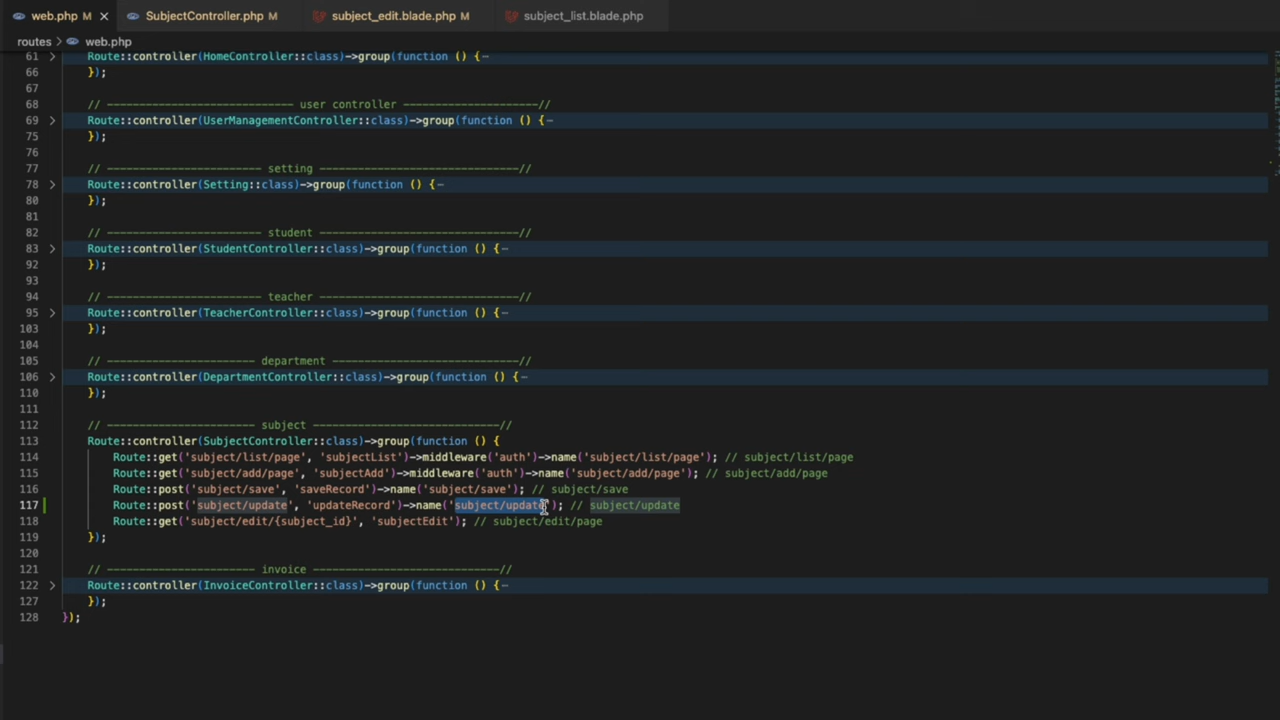 web.php M × SubjectController.php M subject_edit.blade.php M subject_list.blade.php
routes > web.php
61 > Route::controller(HomeController::class)->group(function () {
66 });
67
68 // ---------------------------- user controller --------------------//
69 > Route::controller(UserManagementController::class)->group(function () {
75 });
76
77 // ----------------------- setting ------------------------------//
78 > Route::controller(Setting::class)->group(function () {
80 });
81
82 // ----------------------- student ------------------------------//
83 > Route::controller(StudentController::class)->group(function () {
92 });
93
94 // ----------------------- teacher ------------------------------//
95 > Route::controller(TeacherController::class)->group(function () {
103 });
104
105 // ---------------------- department ----------------------------//
106 > Route::controller(DepartmentController::class)->group(function () {
110 });
111
112 // ---------------------- subject ----------------------------//
113 Route::controller(SubjectController::class)->group(function () {
114 Route::get('subject/list/page', 'subjectList')->middleware('auth')->name('subject/list/page'); // subject/list/page
115 Route::get('subject/add/page', 'subjectAdd')->middleware('auth')->name('subject/add/page'); // subject/add/page
116 Route::post('subject/save', 'saveRecord')->name('subject/save'); // subject/save
117 Route::post('subject/update', 'updateRecord')->name('subject/update'); // subject/update
118 Route::get('subject/edit/{subject_id}', 'subjectEdit'); // subject/edit/page
119 });
120
121 // ---------------------- invoice ----------------------------//
122 > Route::controller(InvoiceController::class)->group(function () {
127 });
128 });